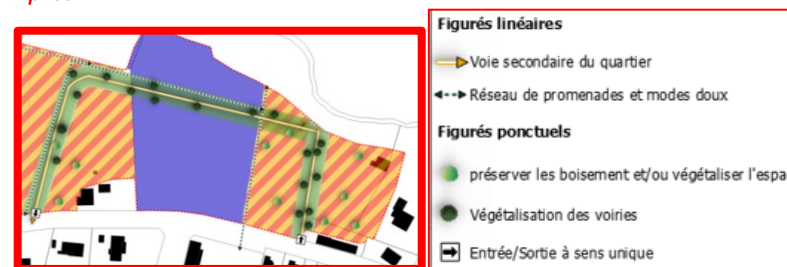 Figurés linéaires
Voie secondaire du quartier
Réseau de promenades et modes doux
Figurés ponctuels
préserver les boisement et/ou végétaliser l'espa
Végétalisation des voiries
Entrée/Sortie à sens unique